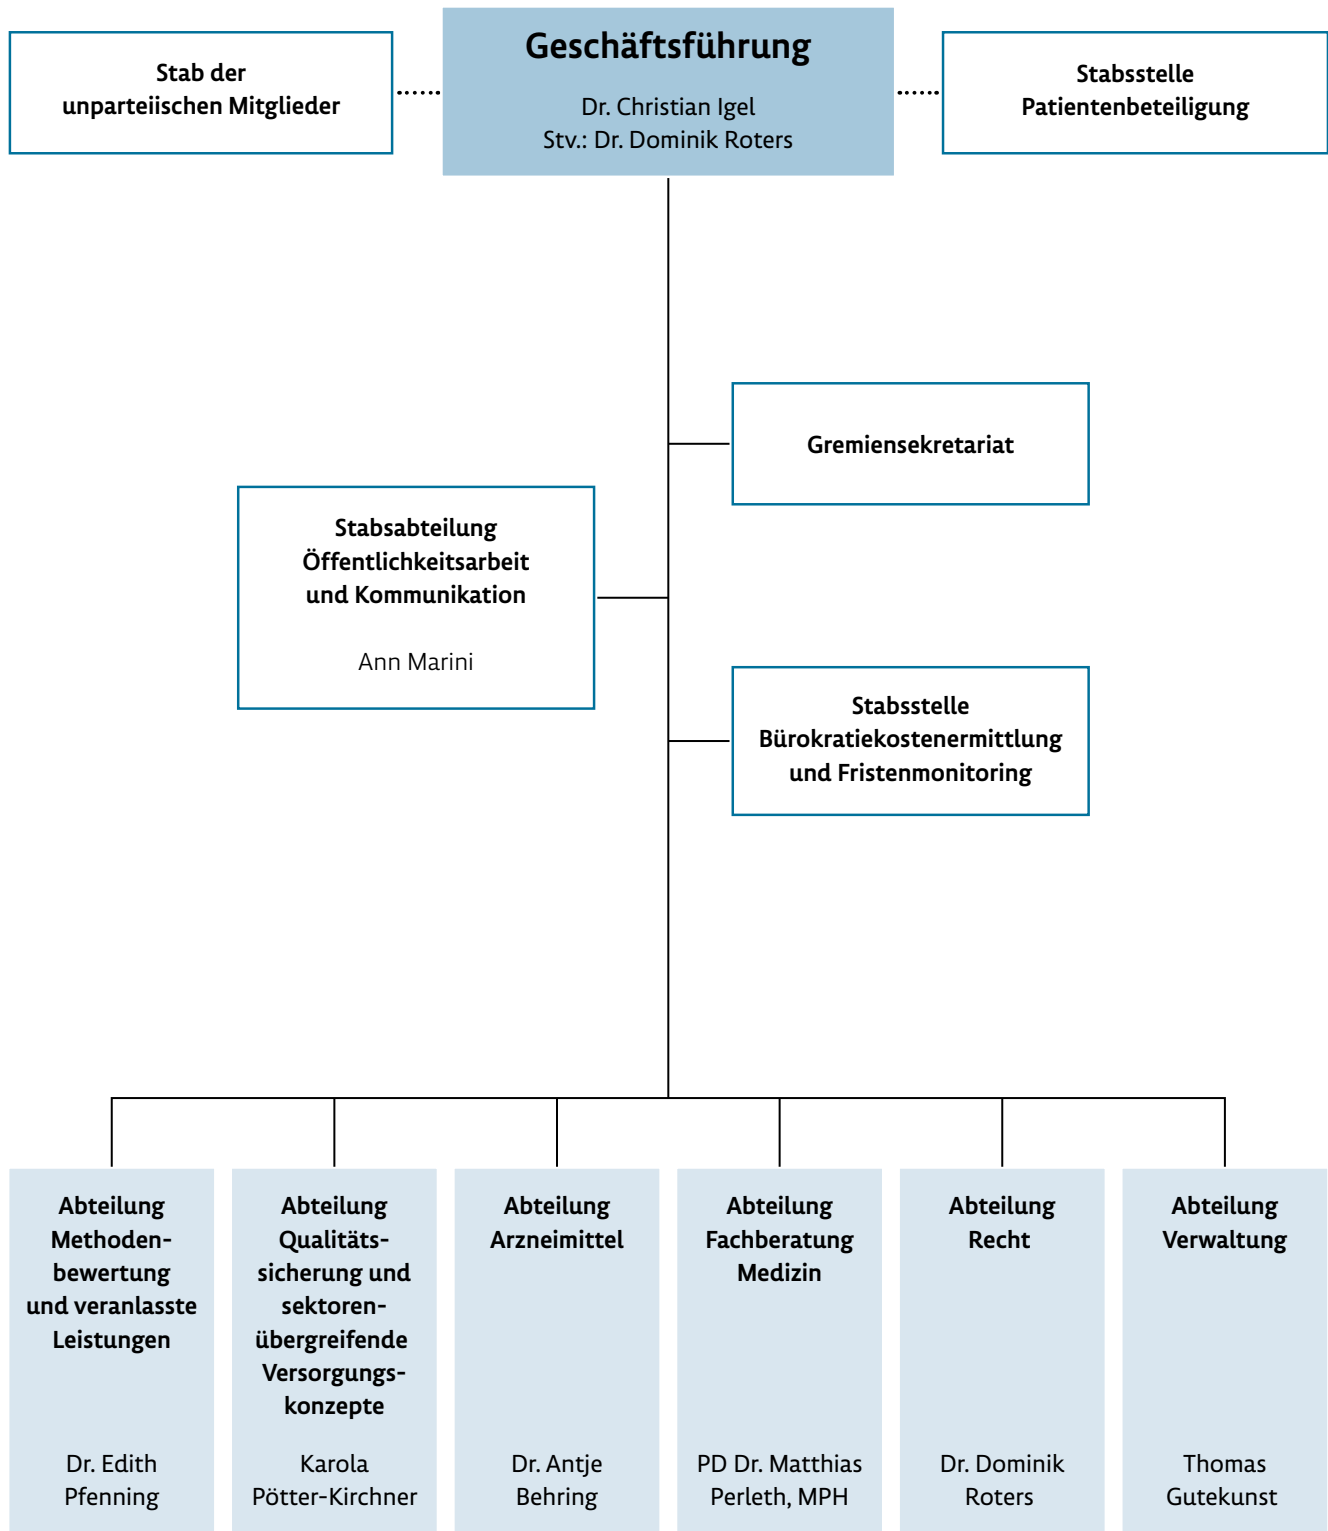 Geschäftsführung
Dr. Christian Igel
Stv.: Dr. Dominik Roters
Stab der
unparteiischen Mitglieder
Stabsstelle
Patientenbeteiligung
Gremiensekretariat
Stabsabteilung
Öffentlichkeitsarbeit
und Kommunikation
Ann Marini
Stabsstelle
Bürokratiekostenermittlung
und Fristenmonitoring
Abteilung
Methoden-
bewertung
und veranlasste
Leistungen
Dr. Edith
Pfenning
Abteilung
Qualitäts-
sicherung und
sektoren-
übergreifende
Versorgungs-
konzepte
Karola
Pötter-Kirchner
Abteilung
Arzneimittel
Dr. Antje
Behring
Abteilung
Fachberatung
Medizin
PD Dr. Matthias
Perleth, MPH
Abteilung
Recht
Dr. Dominik
Roters
Abteilung
Verwaltung
Thomas
Gutekunst